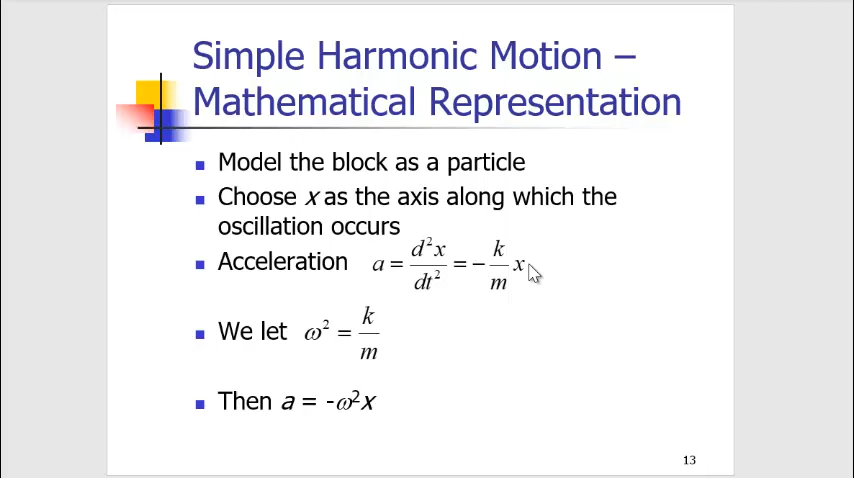 Simple Harmonic Motion –
Mathematical Representation
Model the block as a particle
Choose x as the axis along which the
oscillation occurs
Acceleration a = d²x/dt² = − k/m x
We let ω² = k/m
Then a = -ω²x
13